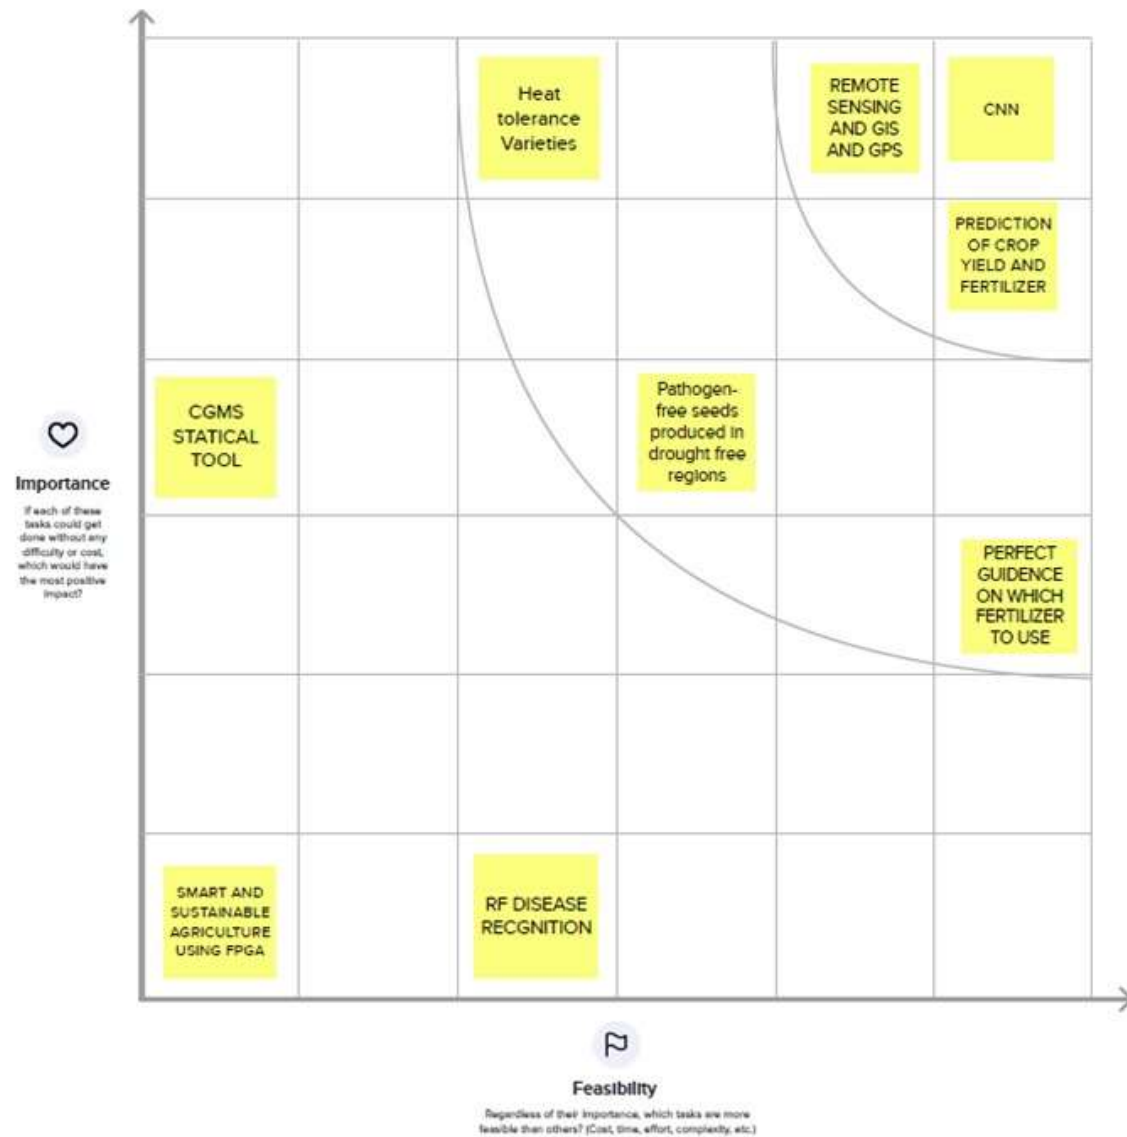 Heat
tolerance
Varieties
REMOTE
SENSING
AND GIS
AND GPS
CNN
PREDICTION
OF CROP
YIELD AND
FERTILIZER
CGMS
STATICAL
TOOL
Pathogen-
free seeds
produced in
drought free
regions
Importance
If each of these
tasks could get
done without any
difficulty or cost,
which would have
the most positive
impact?
PERFECT
GUIDENCE
ON WHICH
FERTILIZER
TO USE
SMART AND
SUSTAINABLE
AGRICULTURE
USING FPGA
RF DISEASE
RECGNITION
Feasibility
Regardless of their importance, which tasks are more
feasible than others? (Cost, time, effort, complexity, etc.)